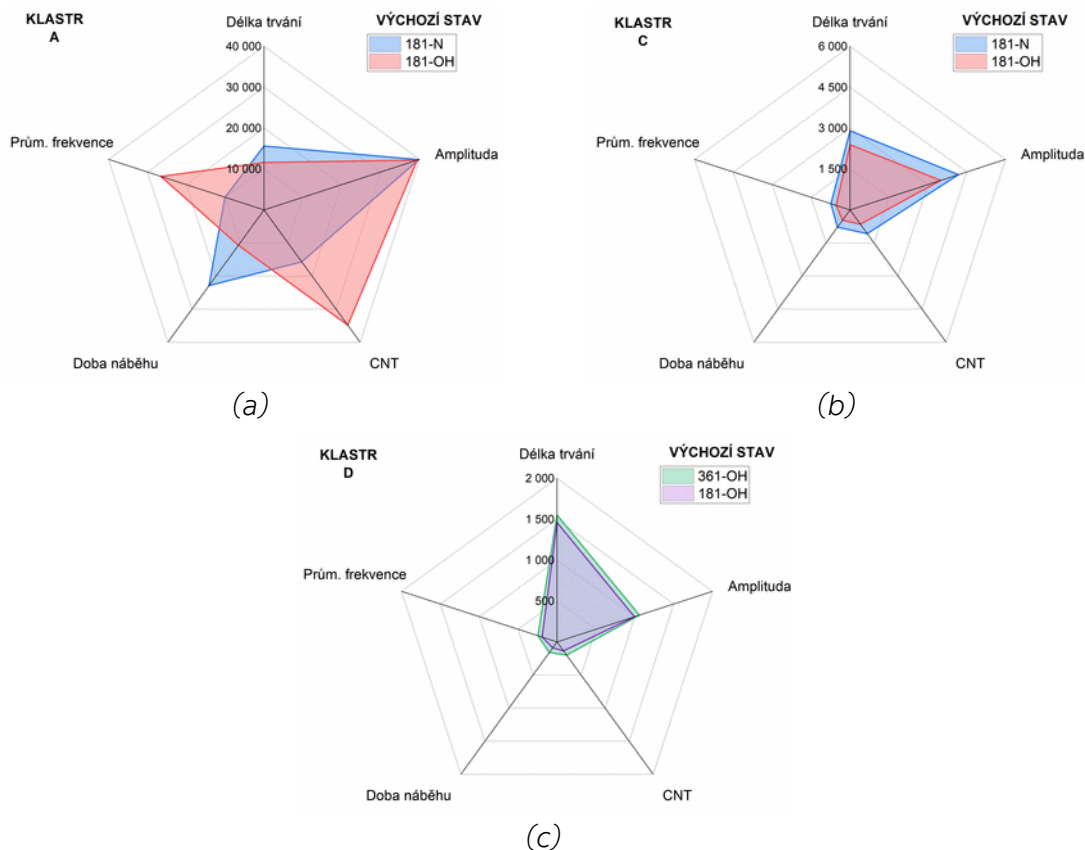 KLASTR
A
Délka trvání
VÝCHOZÍ STAV
181-N
181-OH
40 000
30 000
20 000
10 000
Prům. frekvence
Amplituda
Doba náběhu
CNT
(a)
KLASTR
C
Délka trvání
VÝCHOZÍ STAV
181-N
181-OH
6 000
4 500
3 000
1 500
Prům. frekvence
Amplituda
Doba náběhu
CNT
(b)
KLASTR
D
Délka trvání
VÝCHOZÍ STAV
361-OH
181-OH
2 000
1 500
1 000
500
Prům. frekvence
Amplituda
Doba náběhu
CNT
(c)